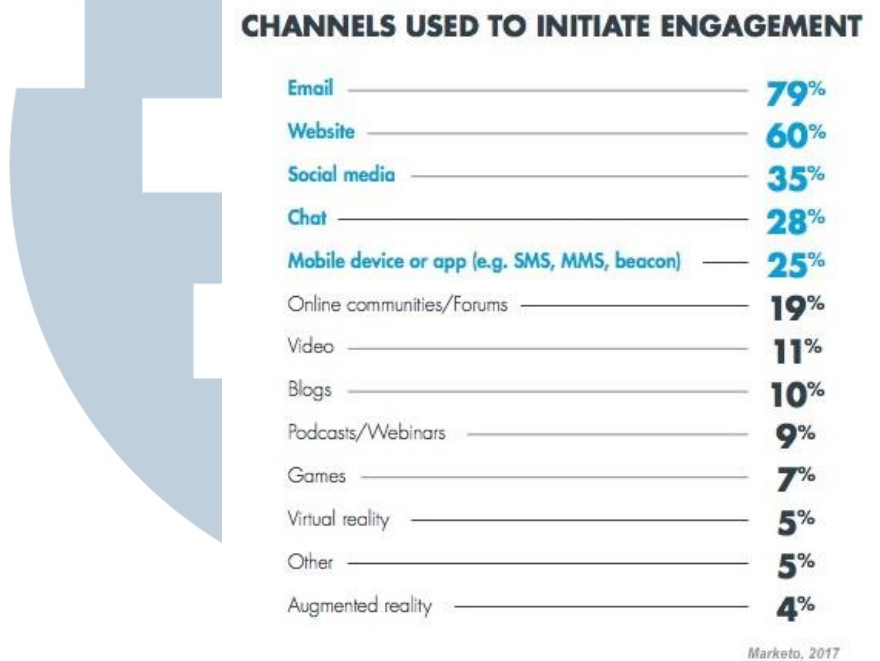 CHANNELS USED TO INITIATE ENGAGEMENT
Email 79%
Website 60%
Social media 35%
Chat 28%
Mobile device or app (e.g. SMS, MMS, beacon) 25%
Online communities/Forums 19%
Video 11%
Blogs 10%
Podcasts/Webinars 9%
Games 7%
Virtual reality 5%
Other 5%
Augmented reality 4%
Marketo, 2017